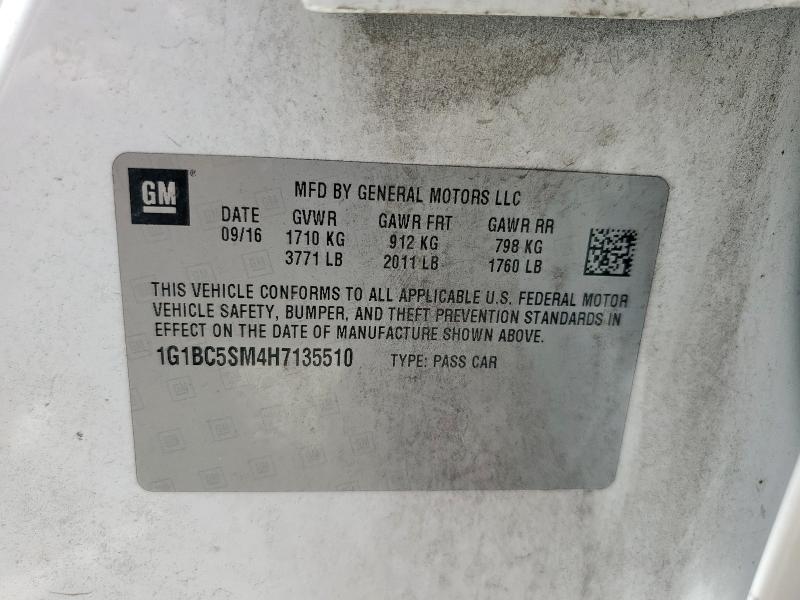 GM
MFD BY GENERAL MOTORS LLC
DATE GVWR GAWR FRT GAWR RR
09/16 1710 KG 912 KG 798 KG
3771 LB 2011 LB 1760 LB
THIS VEHICLE CONFORMS TO ALL APPLICABLE U.S. FEDERAL MOTOR
VEHICLE SAFETY, BUMPER, AND THEFT PREVENTION STANDARDS IN
EFFECT ON THE DATE OF MANUFACTURE SHOWN ABOVE.
1G1BC5SM4H7135510 TYPE: PASS CAR